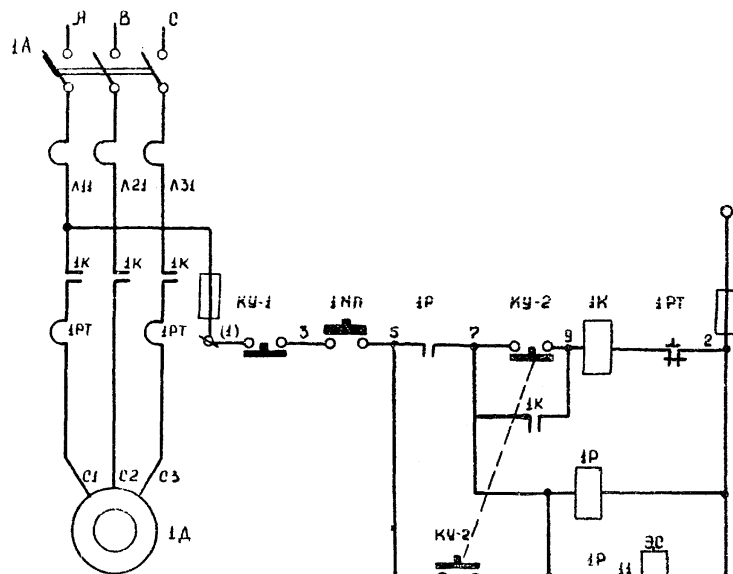 А В С
1А
Л11 Л21 Л31
1К 1К 1К
КУ-1 1КП 1Р КУ-2 1К 1РТ
1РТ 1РТ (1) 3 5 7 9 2
1К
1Р
С1 С2 С3
1Д
КУ-2
1Р 11 ЭС